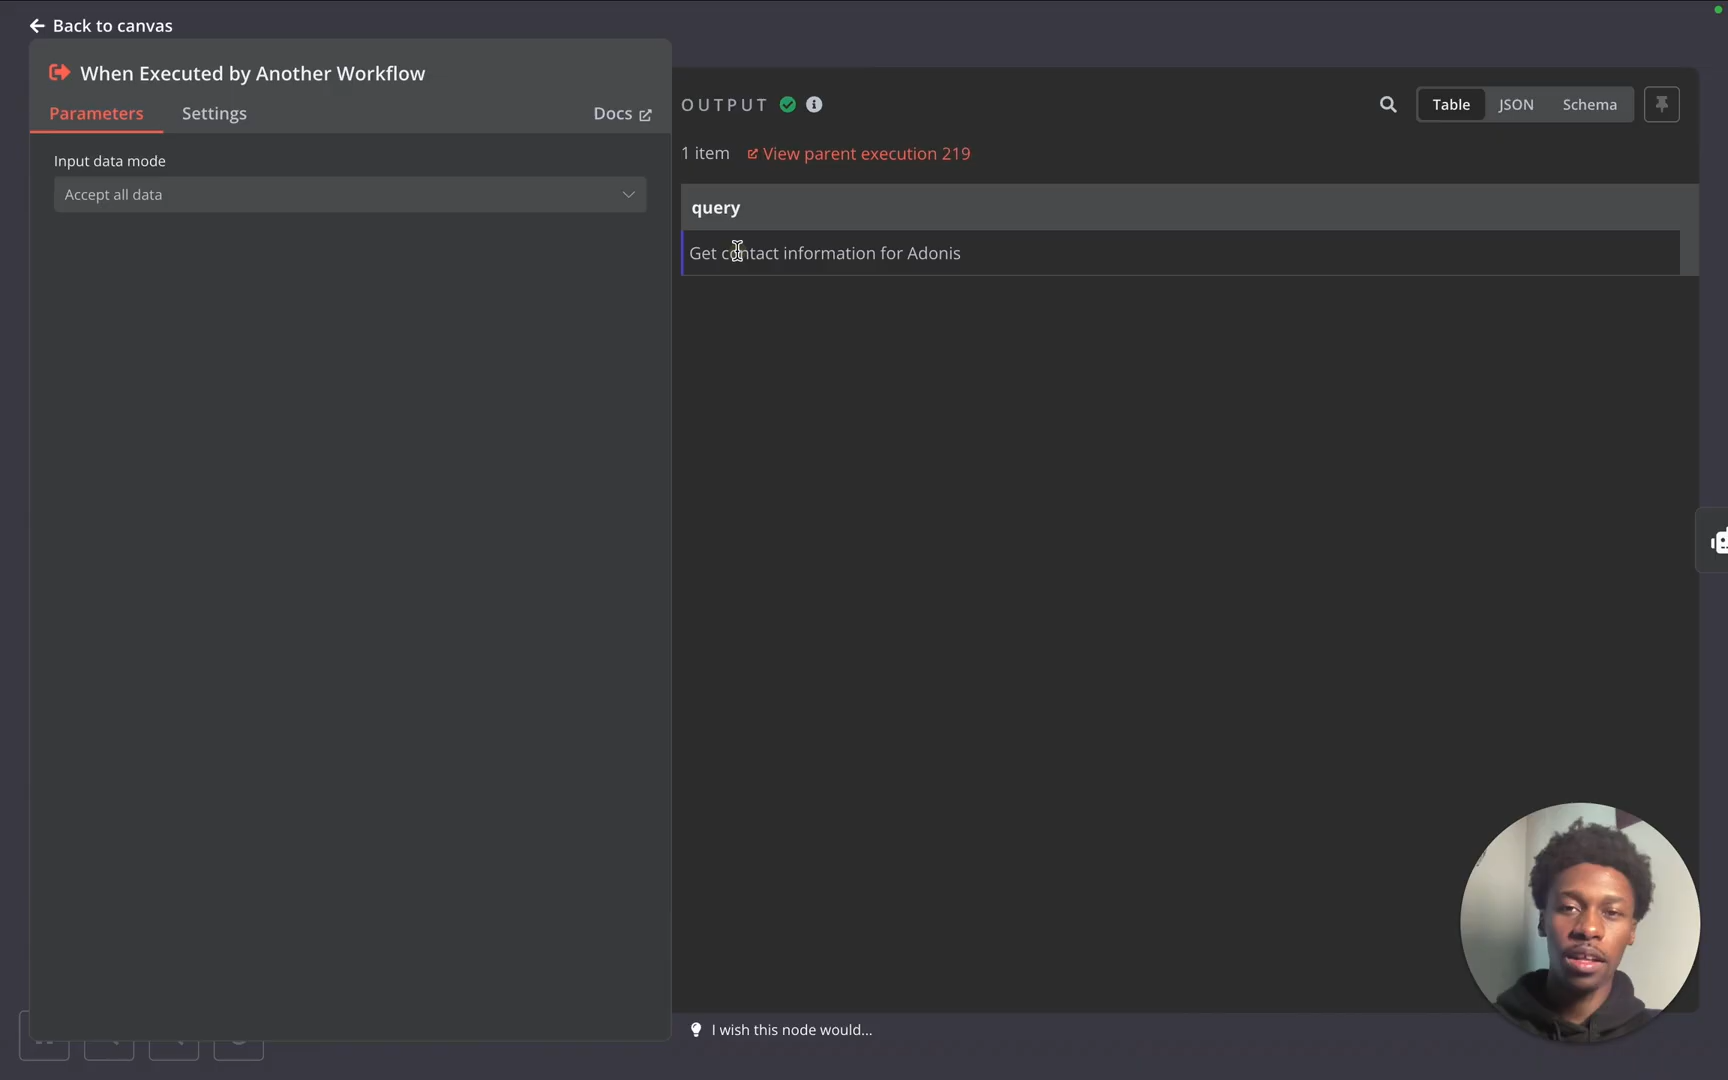 Back to canvas
When Executed by Another Workflow
Parameters
Settings
Docs
Input data mode
Accept all data
OUTPUT
Table
JSON
Schema
1 item
View parent execution 219
query
Get contact information for Adonis
I wish this node would...